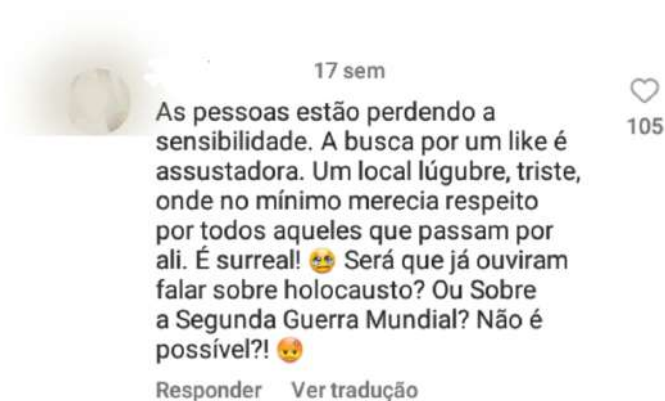 17 sem
As pessoas estão perdendo a
sensibilidade. A busca por um like é
assustadora. Um local lúgubre, triste,
onde no mínimo merecia respeito
por todos aqueles que passam por
ali. É surreal! 🥹 Será que já ouviram
falar sobre holocausto? Ou Sobre
a Segunda Guerra Mundial? Não é
possível?! 😡
105
Responder Ver tradução